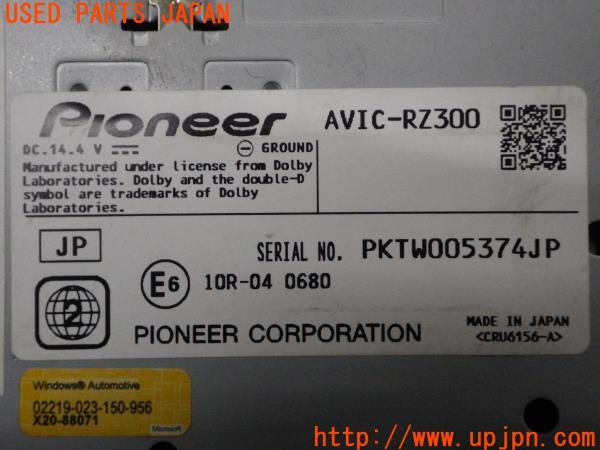 USED PARTS JAPAN
Pioneer
AVIC-RZ300
DC.14.4 V
GROUND
Manufactured under license from Dolby
Laboratories. Dolby and the double-D
symbol are trademarks of Dolby
Laboratories.
JP
SERIAL NO. PKTW005374JP
E6 10R-04 0680
2
PIONEER CORPORATION
MADE IN JAPAN
<CRU6156-A>
Windows® Automotive
02219-023-150-956
X20-88071
Microsoft
http://www.upjpn.com